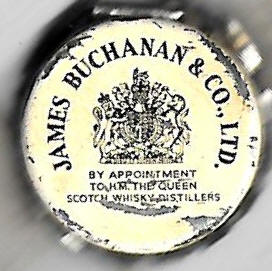 JAMES BUCHANAN & CO., LTD.
BY APPOINTMENT
TO H.M. THE QUEEN
SCOTCH WHISKY DISTILLERS